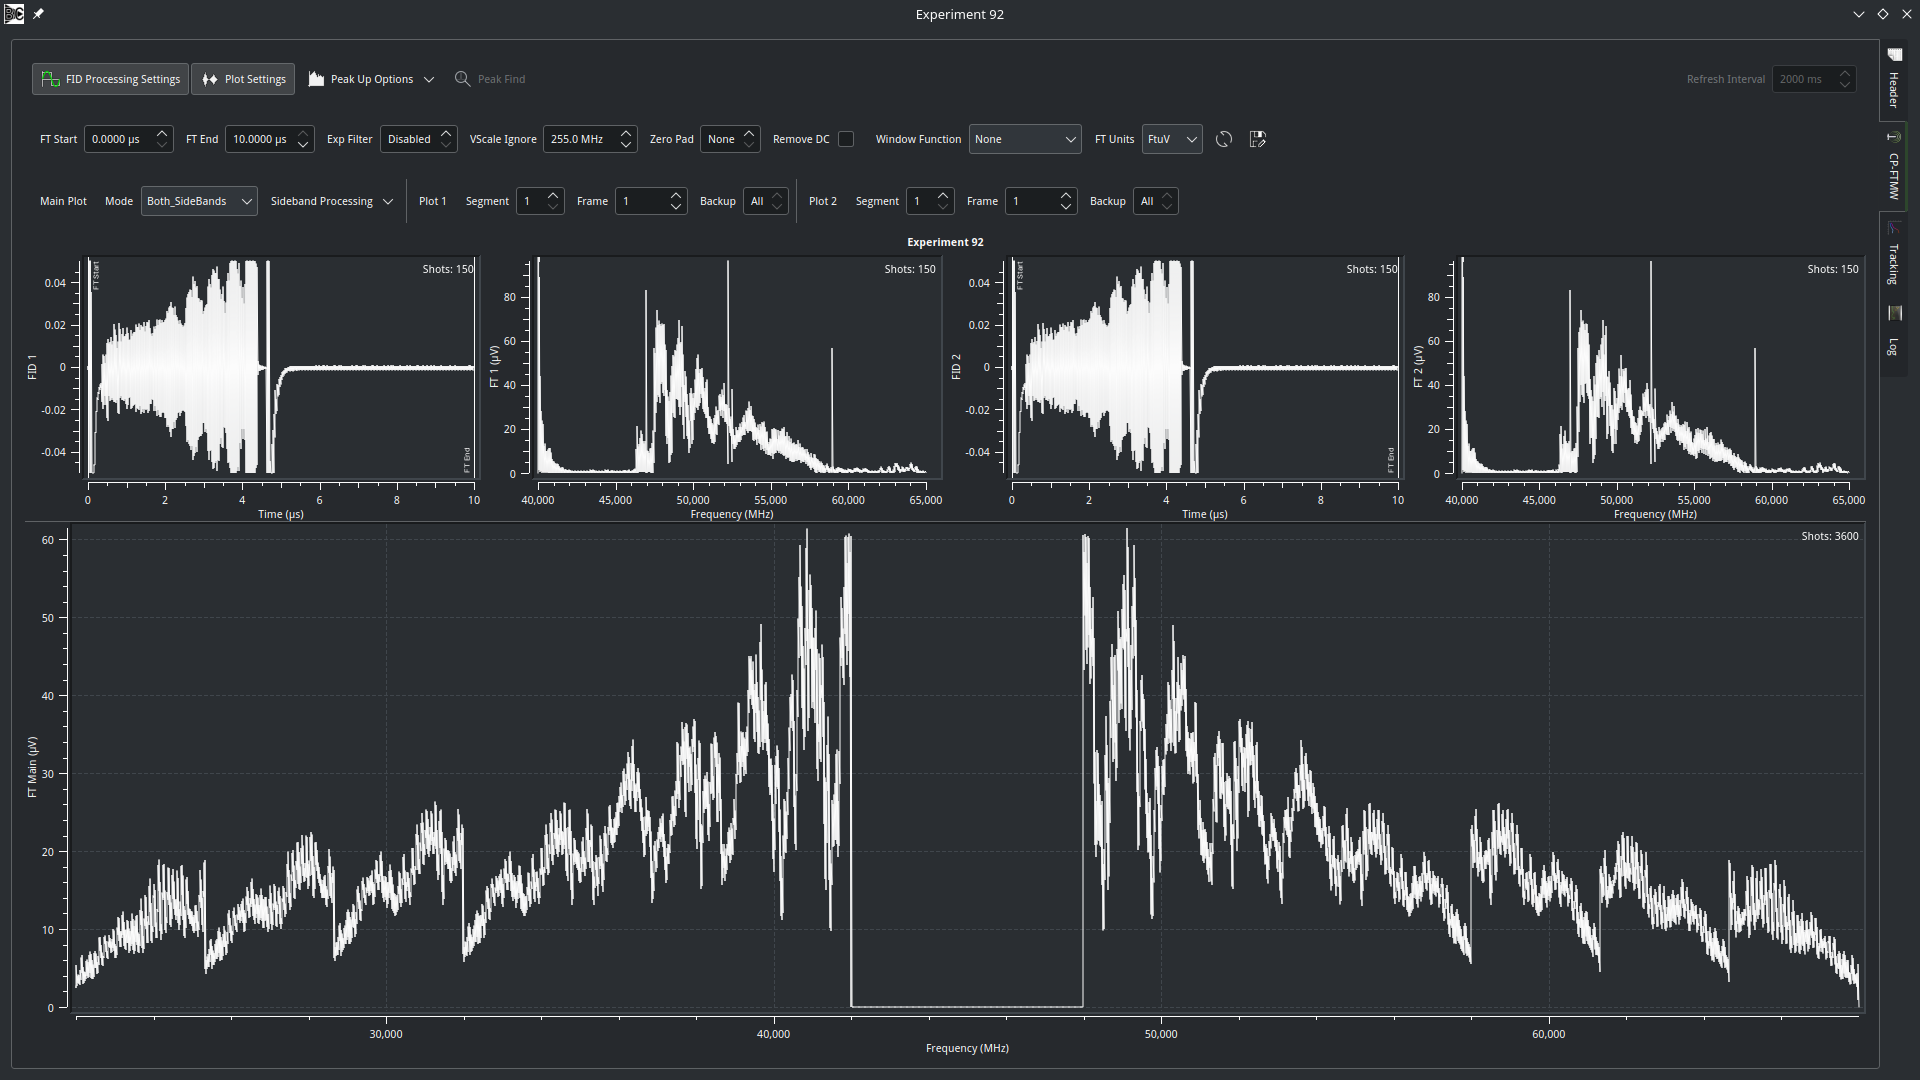 Experiment 92
FID Processing Settings Plot Settings Peak Up Options Peak Find Refresh Interval 2000 ms
Header
FT Start 0.0000 µs FT End 10.0000 µs Exp Filter Disabled VScale Ignore 255.0 MHz Zero Pad None Remove DC Window Function None FT Units FtuV
CP-FTMW
Main Plot Mode Both_SideBands Sideband Processing Plot 1 Segment 1 Frame 1 Backup All Plot 2 Segment 1 Frame 1 Backup All
Tracking
Log
Experiment 92
FID 1
0.04
0.02
0
-0.02
-0.04
FT Start
Shots: 150
FT End
0 2 4 6 8 10
Time (µs)
FT 1 (µV)
80
60
40
20
0
Shots: 150
40,000 45,000 50,000 55,000 60,000 65,000
Frequency (MHz)
FID 2
0.04
0.02
0
-0.02
-0.04
FT Start
Shots: 150
FT End
0 2 4 6 8 10
Time (µs)
FT 2 (µV)
80
60
40
20
0
Shots: 150
40,000 45,000 50,000 55,000 60,000 65,000
Frequency (MHz)
FT Main (µV)
60
50
40
30
20
10
0
Shots: 3600
30,000 40,000 50,000 60,000
Frequency (MHz)